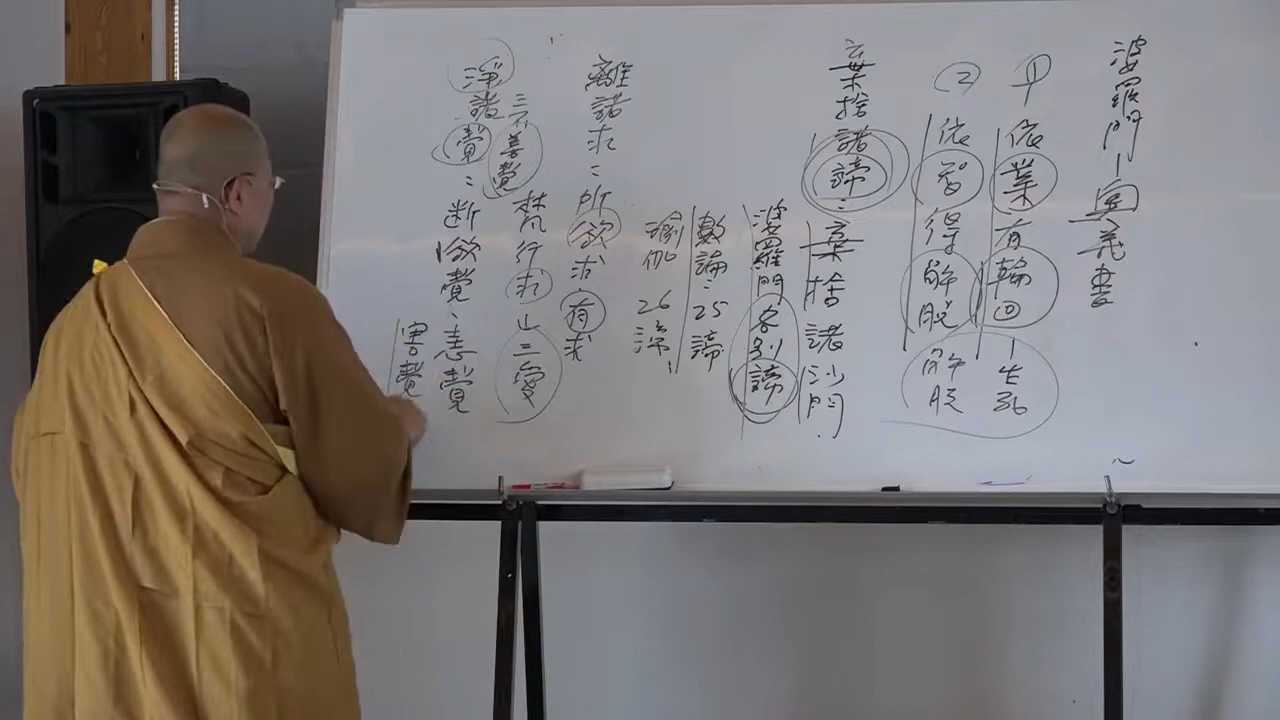 婆羅門—奧義書
甲 依業有輪回—生死
② 依智得解脫 解脫
棄捨諸諦:棄捨諸沙門
婆羅門各別諦
數論:25諦
瑜伽 26諦
離諸求:所欲求、有求
梵行求 三愛
三不善覺
淨諸覺:斷欲覺、恚覺
害覺